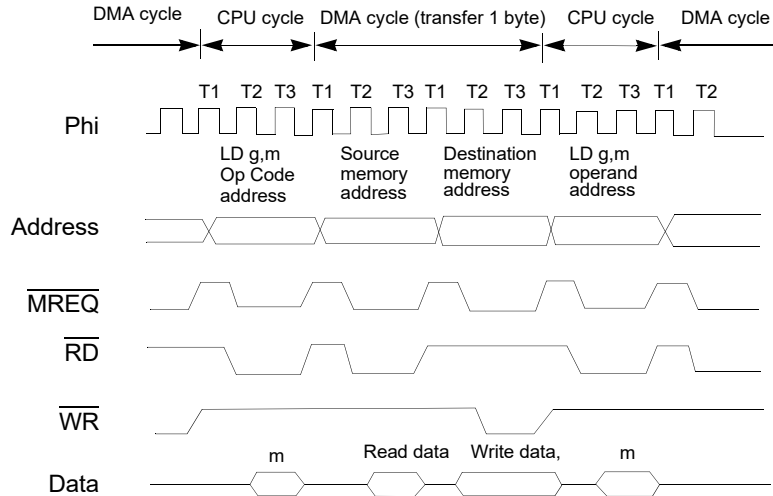 DMA cycle CPU cycle DMA cycle (transfer 1 byte) CPU cycle DMA cycle
T1 T2 T3 T1 T2 T3 T1 T2 T3 T1 T2 T3 T1 T2
Phi
LD g,m Source Destination LD g,m
Op Code memory memory operand
address address address address
Address
MREQ
RD
WR
m Read data Write data, m
Data